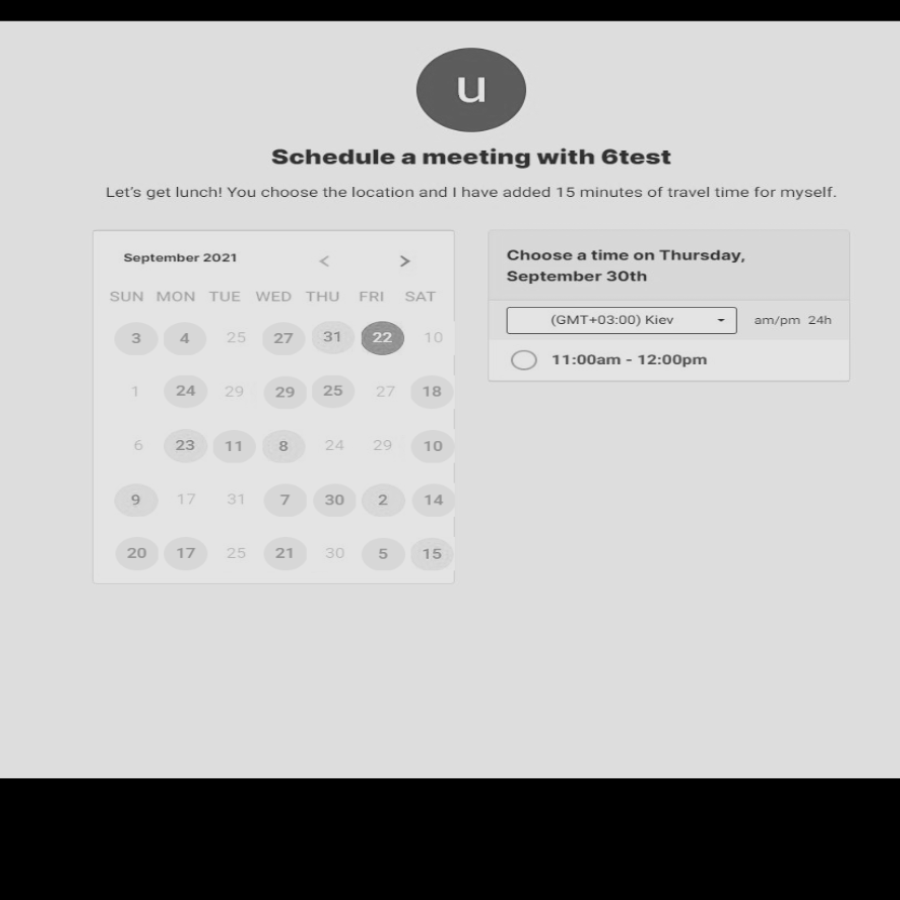 u
Schedule a meeting with 6test
Let's get lunch! You choose the location and I have added 15 minutes of travel time for myself.
September 2021 < >
SUN MON TUE WED THU FRI SAT
3 4 25 27 31 22 10
1 24 29 29 25 27 18
6 23 11 8 24 29 10
9 17 31 7 30 2 14
20 17 25 21 30 5 15
Choose a time on Thursday,
September 30th
(GMT+03:00) Kiev am/pm 24h
11:00am - 12:00pm